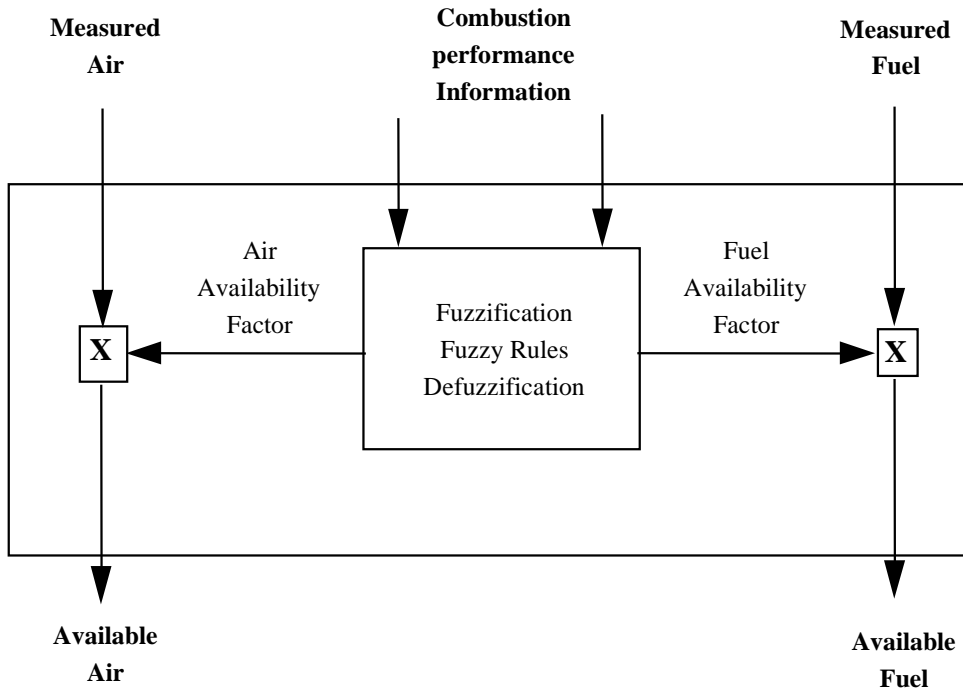 Measured
Air
Combustion
performance
Information
Measured
Fuel
Air
Availability
Factor
Fuel
Availability
Factor
Fuzzification
Fuzzy Rules
Defuzzification
X
X
Available
Air
Available
Fuel